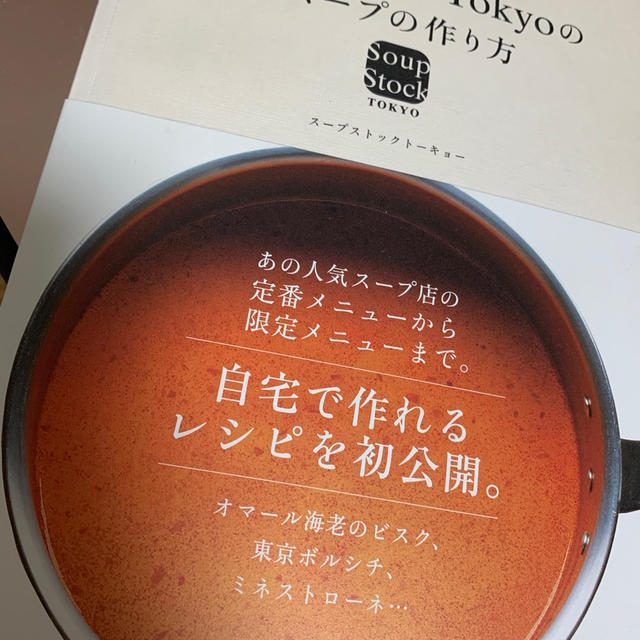 Tokyoの
スープの作り方
Soup
Stock
TOKYO
スープストックトーキョー
あの人気スープ店の
定番メニューから
限定メニューまで。
自宅で作れる
レシピを初公開。
オマール海老のビスク、
東京ボルシチ、
ミネストローネ…